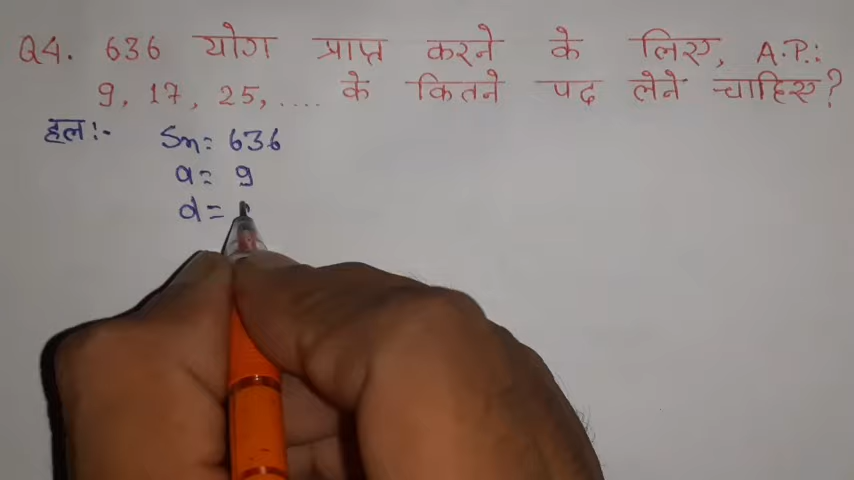 Q4. 636 योग प्राप्त करने के लिए, A.P.:
9, 17, 25, .... के कितने पद लेने चाहिए?
हलः- Sn = 636
a = 9
d =